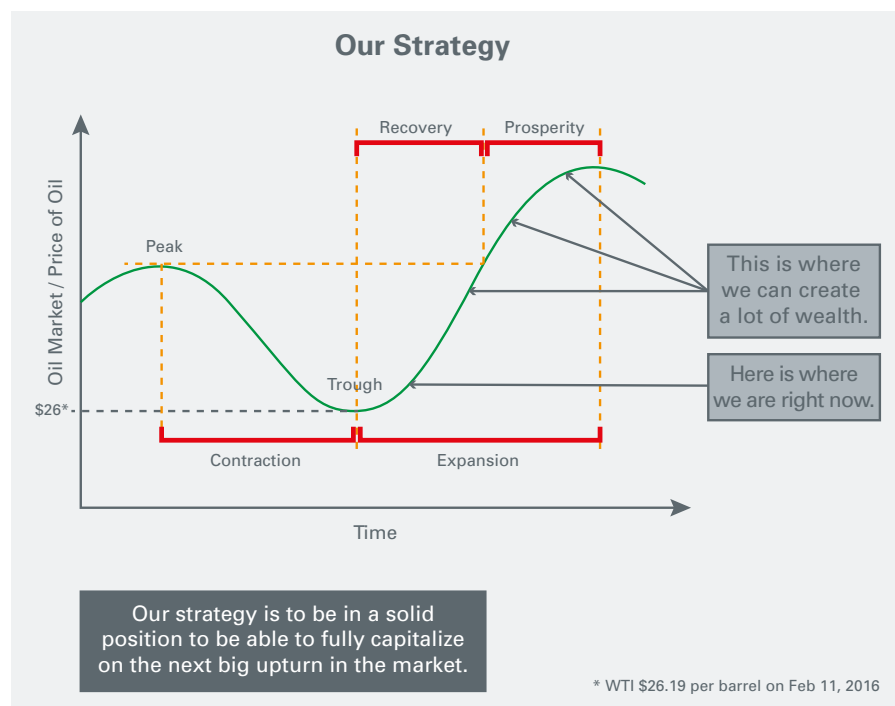 Our Strategy
Recovery
Prosperity
Oil Market / Price of Oil
Peak
This is where
we can create
a lot of wealth.
Trough
Here is where
we are right now.
$26*
Contraction
Expansion
Time
Our strategy is to be in a solid
position to be able to fully capitalize
on the next big upturn in the market.
* WTI $26.19 per barrel on Feb 11, 2016